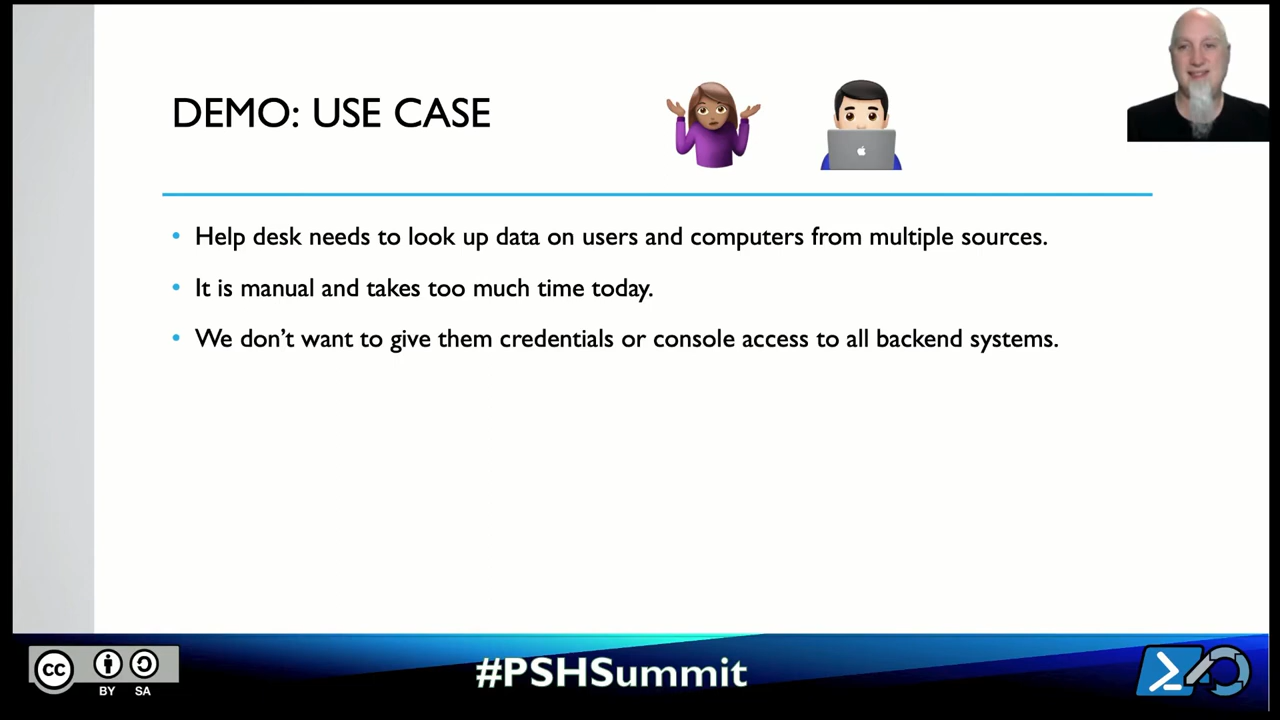 DEMO: USE CASE
• Help desk needs to look up data on users and computers from multiple sources.
• It is manual and takes too much time today.
• We don’t want to give them credentials or console access to all backend systems.
cc
BY SA
#PSHSummit